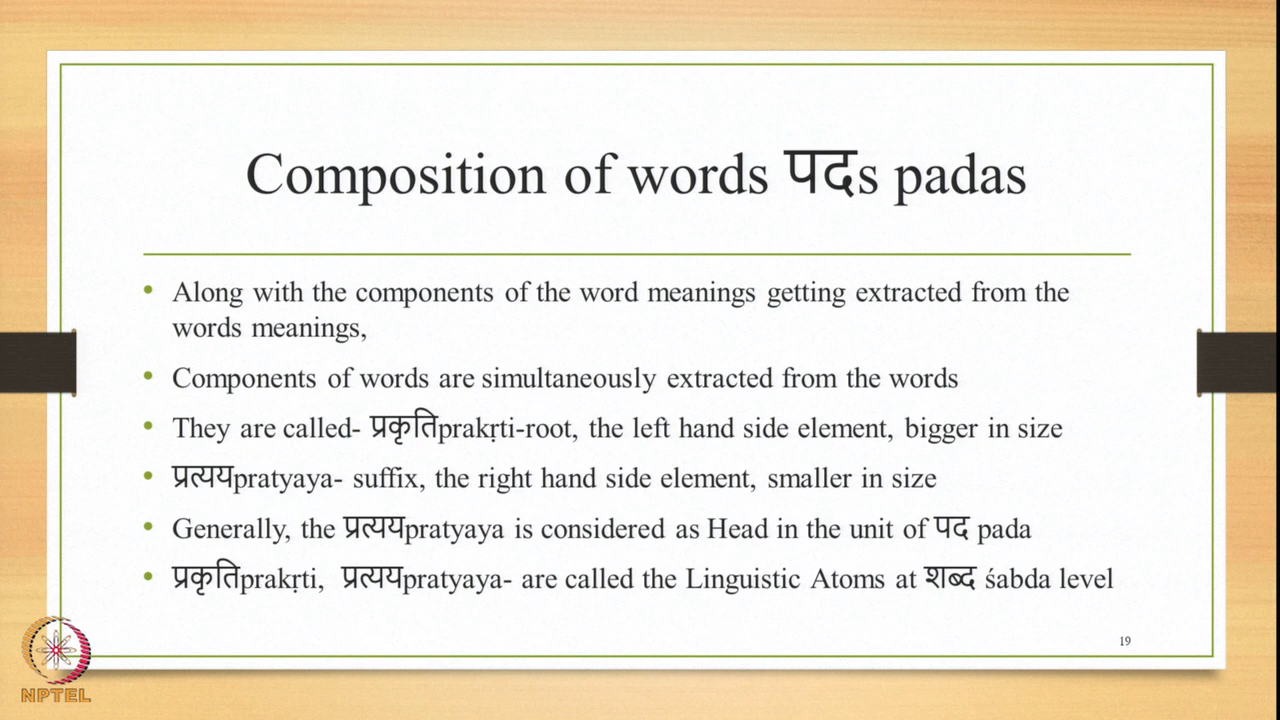 Composition of words पदs padas
Along with the components of the word meanings getting extracted from the
words meanings,
Components of words are simultaneously extracted from the words
They are called- प्रकृतिprakṛti-root, the left hand side element, bigger in size
प्रत्ययpratyaya- suffix, the right hand side element, smaller in size
Generally, the प्रत्ययpratyaya is considered as Head in the unit of पद pada
प्रकृतिprakṛti, प्रत्ययpratyaya- are called the Linguistic Atoms at शब्द śabda level
19
NPTEL